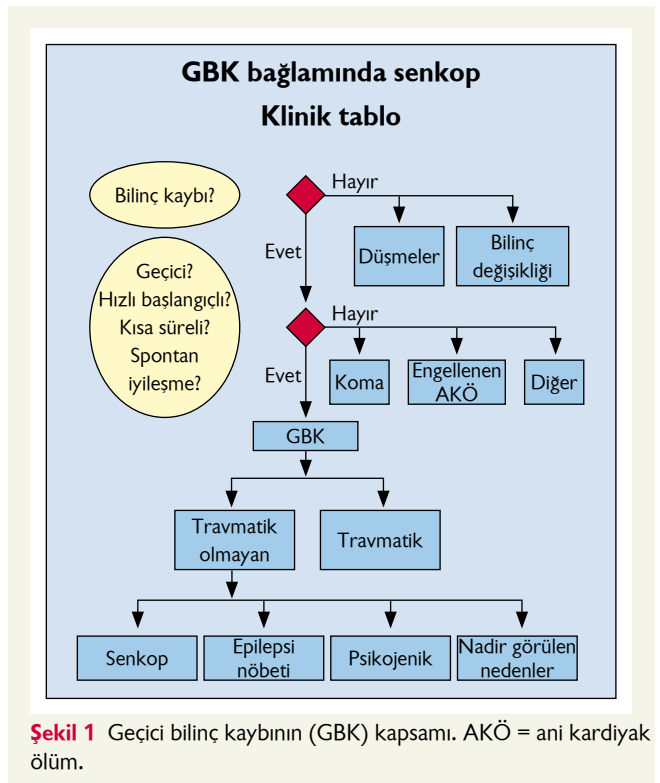 GBK bağlamında senkop
Klinik tablo
Bilinç kaybı?
Hayır
Evet
Düşmeler
Bilinç
değişikliği
Geçici?
Hızlı başlangıçlı?
Kısa süreli?
Spontan
iyileşme?
Hayır
Evet
Koma
Engellenen
AKÖ
Diğer
GBK
Travmatik
olmayan
Travmatik
Senkop
Epilepsi
nöbeti
Psikojenik
Nadir görülen
nedenler
Şekil 1 Geçici bilinç kaybının (GBK) kapsamı. AKÖ = ani kardiyak
ölüm.